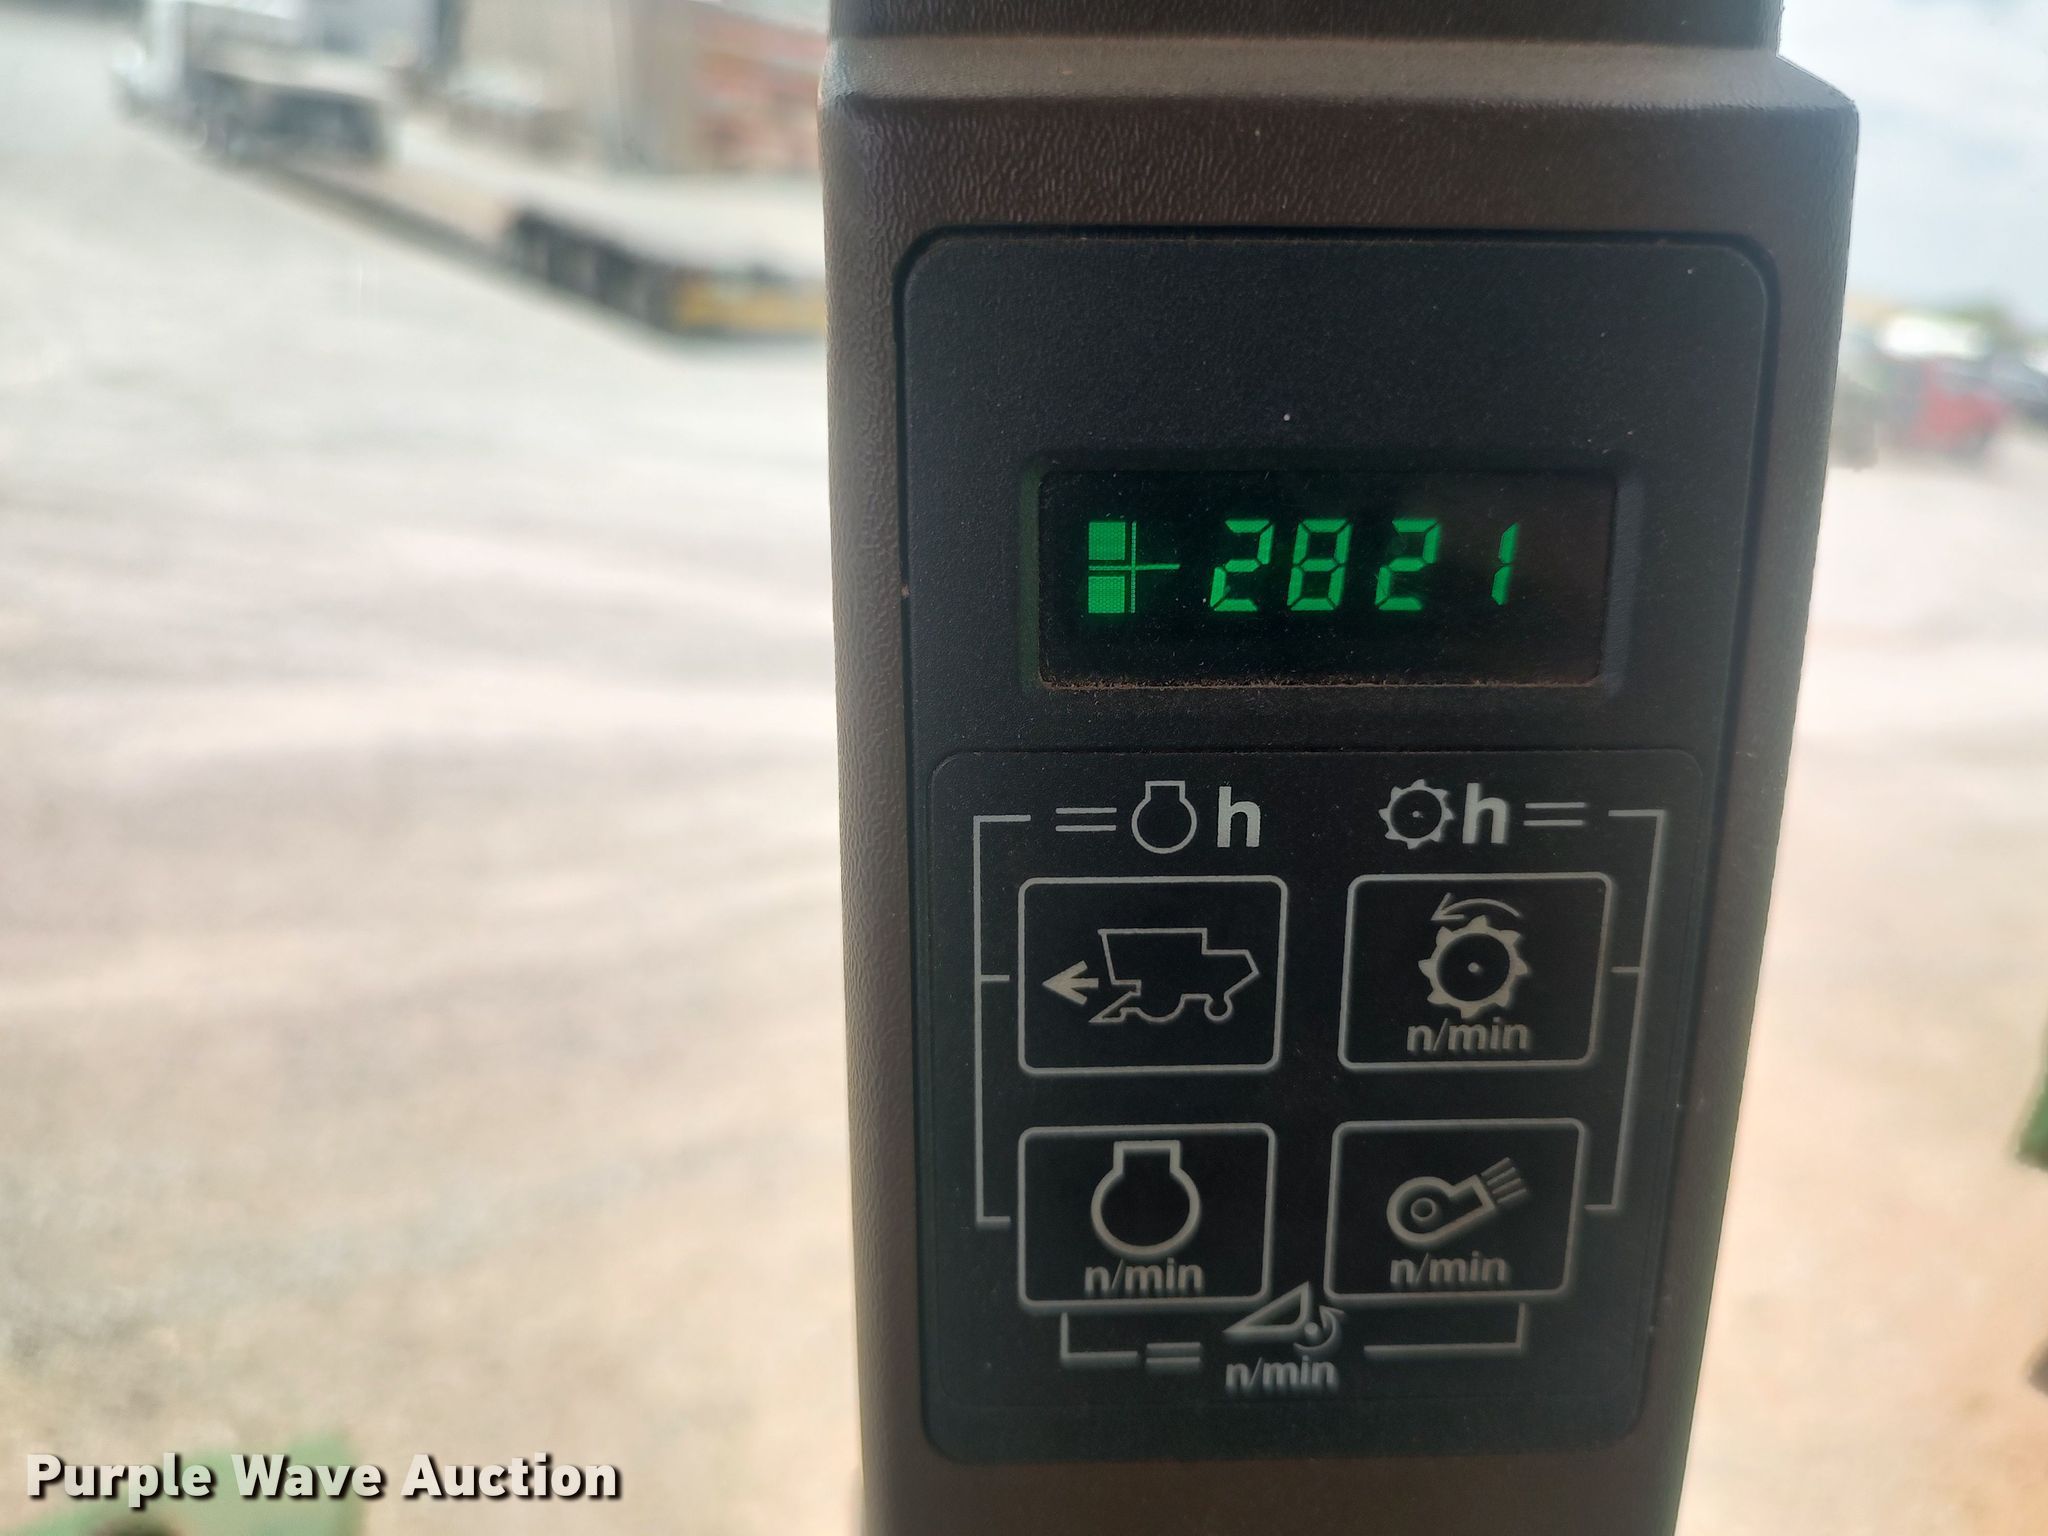 2821
= h h =
n/min
n/min n/min
= n/min
Purple Wave Auction